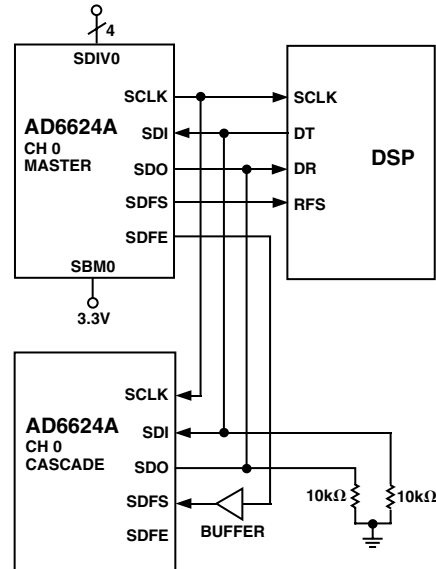 4
SDIV0
AD6624A
CH 0
MASTER
SCLK
SDI
SDO
SDFS
SDFE
SBM0
3.3V
SCLK
DT
DR
RFS
DSP
AD6624A
CH 0
CASCADE
SCLK
SDI
SDO
SDFS
SDFE
BUFFER
10kΩ
10kΩ